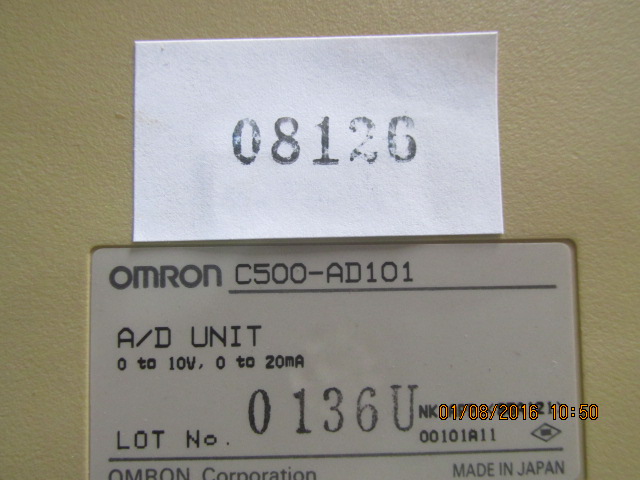 08126
OMRON C500-AD101
A/D UNIT
0 to 10V, 0 to 20mA
LOT No. 0136U NK
01/08/2016 10:50
00101A11
OMRON Corporation MADE IN JAPAN